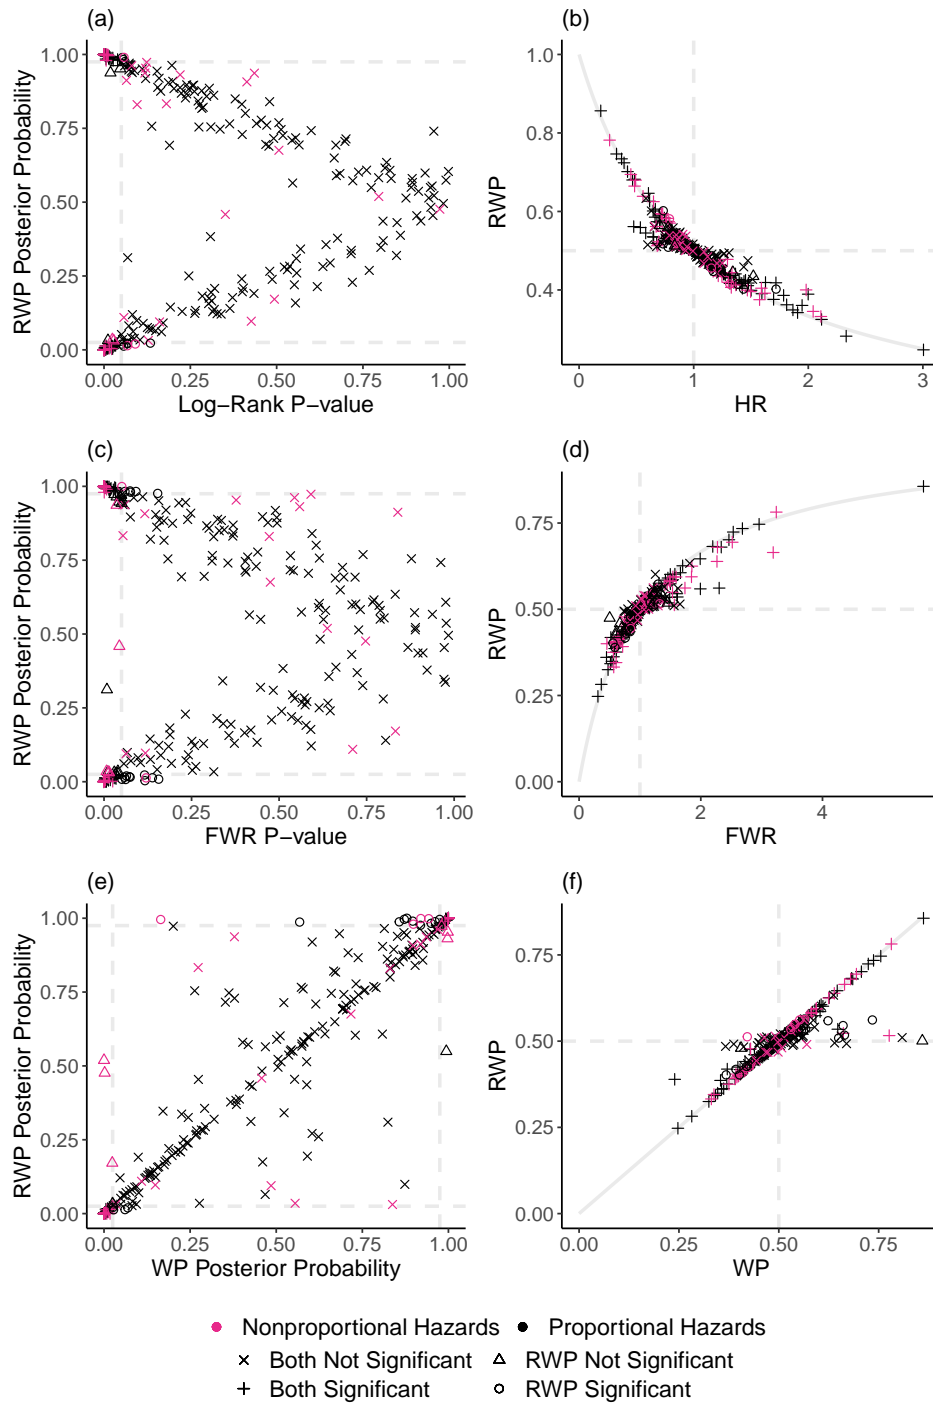 (a)
RWP Posterior Probability
1.00
0.75
0.50
0.25
0.00
0.00 0.25 0.50 0.75 1.00
Log−Rank P−value
(b)
RWP
1.0
0.8
0.6
0.4
0 1 2 3
HR
(c)
RWP Posterior Probability
1.00
0.75
0.50
0.25
0.00
0.00 0.25 0.50 0.75 1.00
FWR P−value
(d)
RWP
0.75
0.50
0.25
0.00
0 2 4
FWR
(e)
RWP Posterior Probability
1.00
0.75
0.50
0.25
0.00
0.00 0.25 0.50 0.75 1.00
WP Posterior Probability
(f)
RWP
0.75
0.50
0.25
0.00
0.00 0.25 0.50 0.75
WP
Nonproportional Hazards Proportional Hazards
Both Not Significant RWP Not Significant
Both Significant RWP Significant